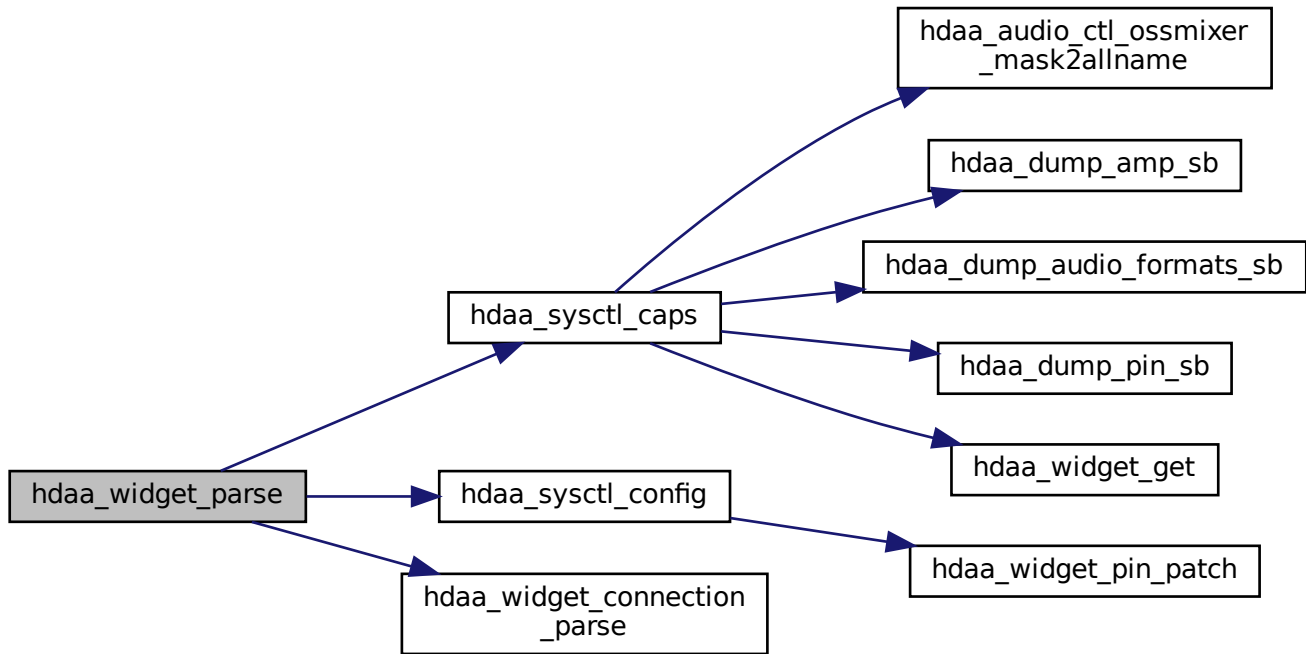 hdaa_audio_ctl_ossmixer
_mask2allname
hdaa_dump_amp_sb
hdaa_dump_audio_formats_sb
hdaa_sysctl_caps
hdaa_dump_pin_sb
hdaa_widget_get
hdaa_widget_parse
hdaa_sysctl_config
hdaa_widget_pin_patch
hdaa_widget_connection
_parse